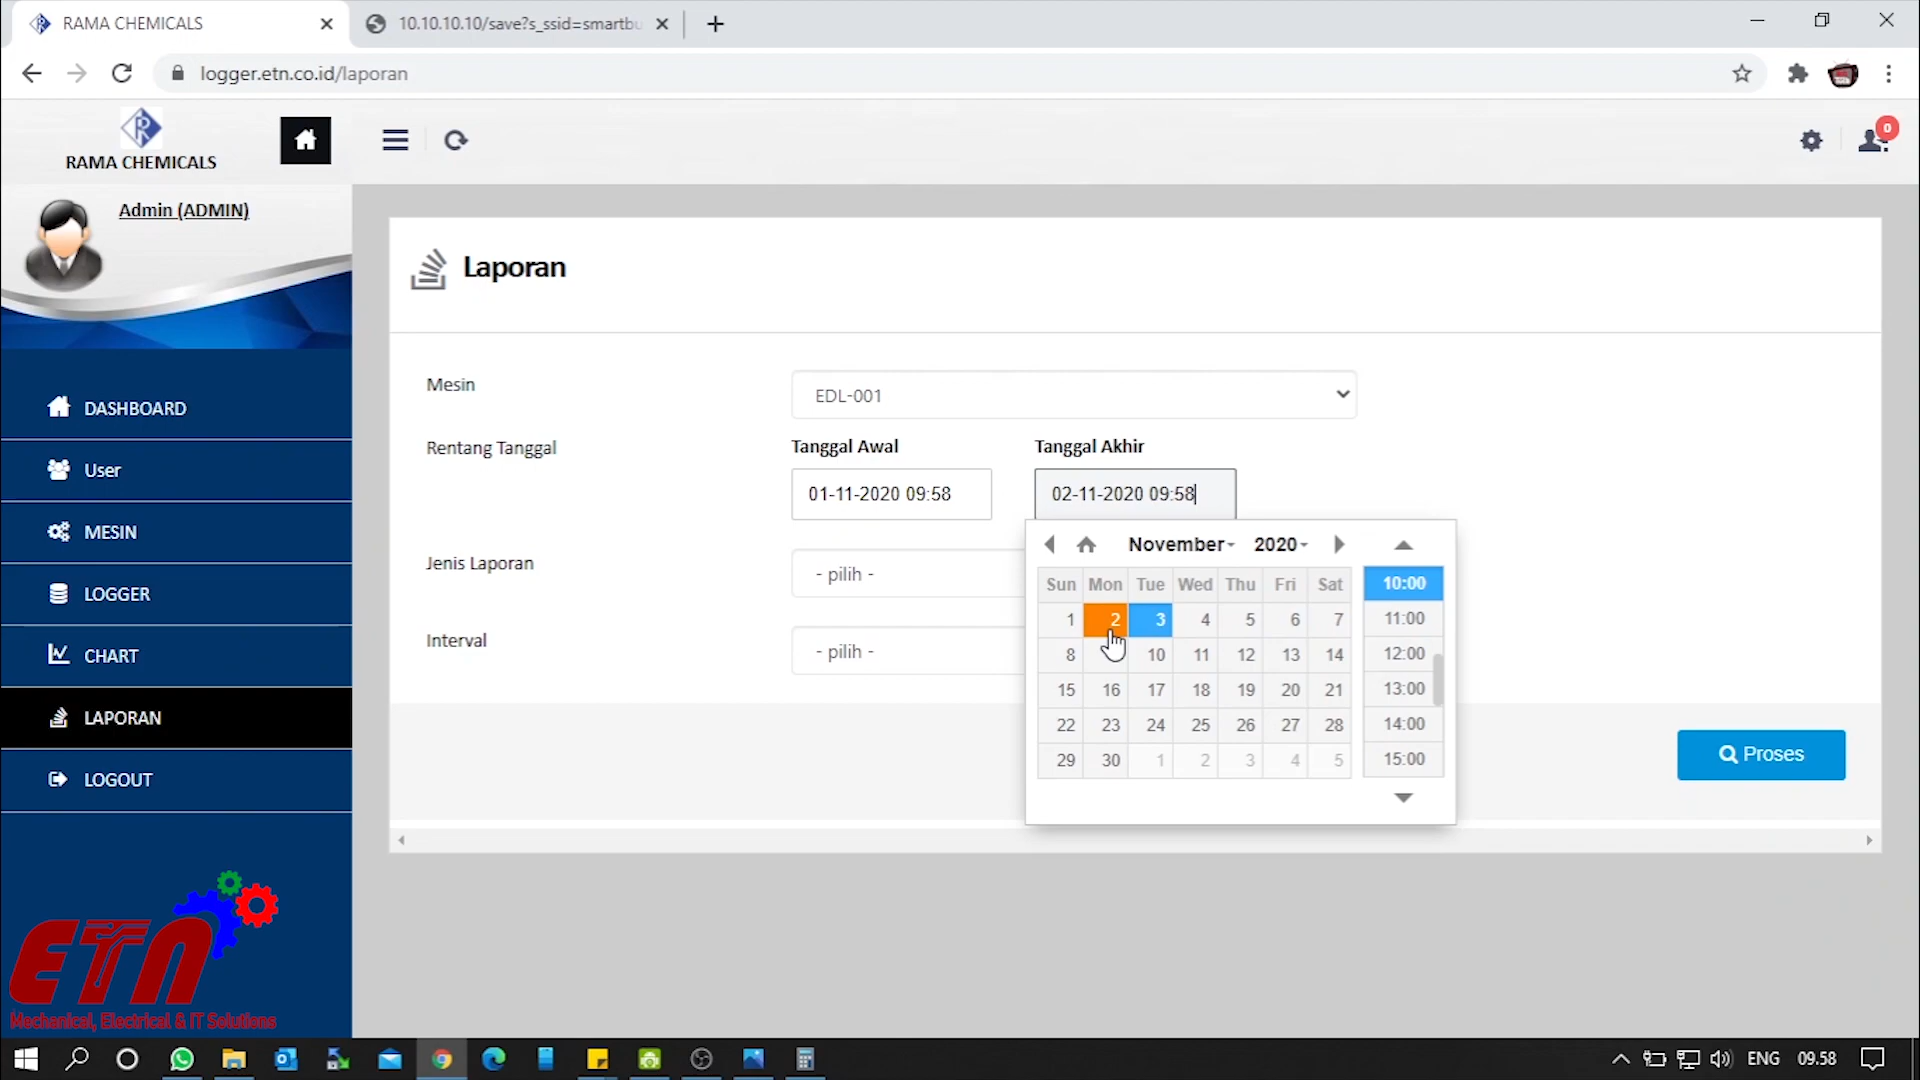 RAMA CHEMICALS
10.10.10.10/save?s_ssid=smartbu
logger.etn.co.id/laporan
RAMA CHEMICALS
0
Admin (ADMIN)
DASHBOARD
User
MESIN
LOGGER
CHART
LAPORAN
LOGOUT
ETN
Mechanical, Electrical & IT Solutions
Laporan
Mesin
EDL-001
Rentang Tanggal
Tanggal Awal
Tanggal Akhir
01-11-2020 09:58
02-11-2020 09:58
Jenis Laporan
- pilih -
Interval
- pilih -
November 2020
Sun Mon Tue Wed Thu Fri Sat
1 2 3 4 5 6 7
8 10 11 12 13 14
15 16 17 18 19 20 21
22 23 24 25 26 27 28
29 30 1 2 3 4 5
10:00
11:00
12:00
13:00
14:00
15:00
Proses
ENG
09.58